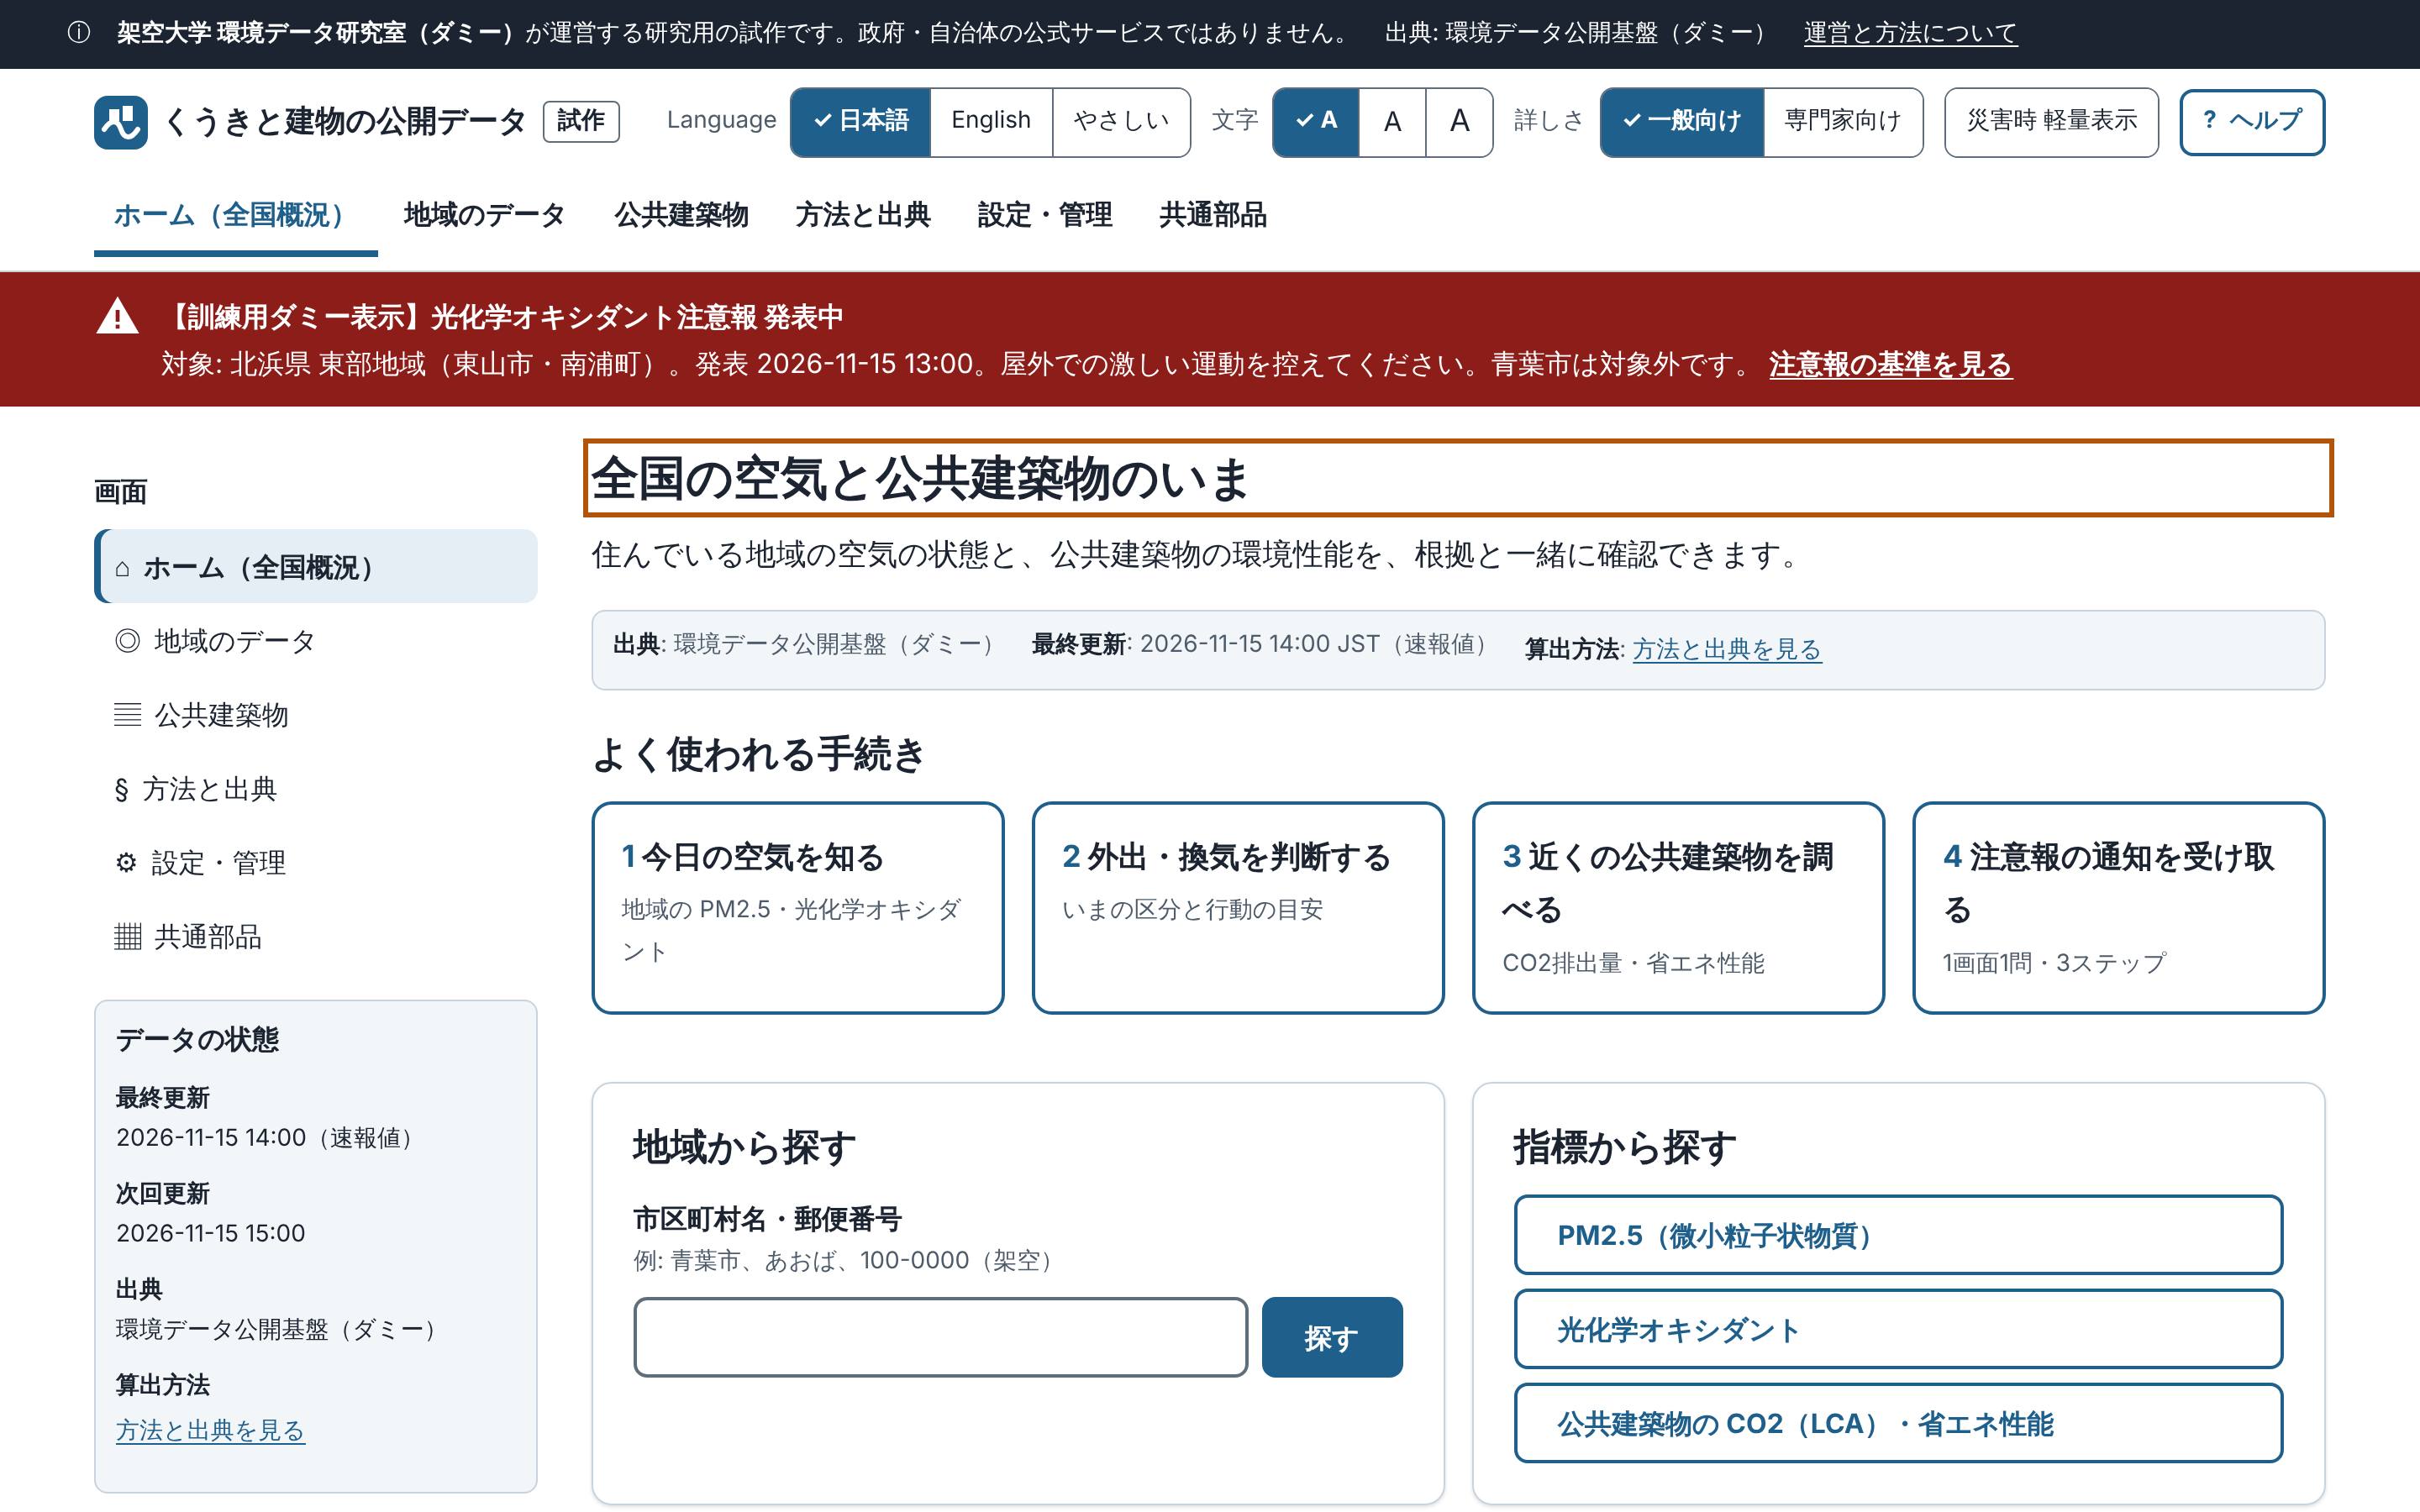 ⓘ 架空大学 環境データ研究室（ダミー）が運営する研究用の試作です。政府・自治体の公式サービスではありません。 出典: 環境データ公開基盤（ダミー） 運営と方法について
くうきと建物の公開データ 試作 Language ✓ 日本語 English やさしい 文字 ✓ A A A 詳しさ ✓ 一般向け 専門家向け 災害時 軽量表示 ? ヘルプ
ホーム（全国概況） 地域のデータ 公共建築物 方法と出典 設定・管理 共通部品
【訓練用ダミー表示】光化学オキシダント注意報 発表中
対象: 北浜県 東部地域（東山市・南浦町）。発表 2026-11-15 13:00。屋外での激しい運動を控えてください。青葉市は対象外です。 注意報の基準を見る
画面
⌂ ホーム（全国概況）
◎ 地域のデータ
▤ 公共建築物
§ 方法と出典
⚙ 設定・管理
▦ 共通部品
データの状態
最終更新
2026-11-15 14:00（速報値）
次回更新
2026-11-15 15:00
出典
環境データ公開基盤（ダミー）
算出方法
方法と出典を見る
全国の空気と公共建築物のいま
住んでいる地域の空気の状態と、公共建築物の環境性能を、根拠と一緒に確認できます。
出典: 環境データ公開基盤（ダミー） 最終更新: 2026-11-15 14:00 JST（速報値） 算出方法: 方法と出典を見る
よく使われる手続き
1 今日の空気を知る
地域の PM2.5・光化学オキシダ
ント
2 外出・換気を判断する
いまの区分と行動の目安
3 近くの公共建築物を調
べる
CO2排出量・省エネ性能
4 注意報の通知を受け取
る
1画面1問・3ステップ
地域から探す
市区町村名・郵便番号
例: 青葉市、あおば、100-0000（架空）
探す
指標から探す
PM2.5（微小粒子状物質）
光化学オキシダント
公共建築物の CO2（LCA）・省エネ性能